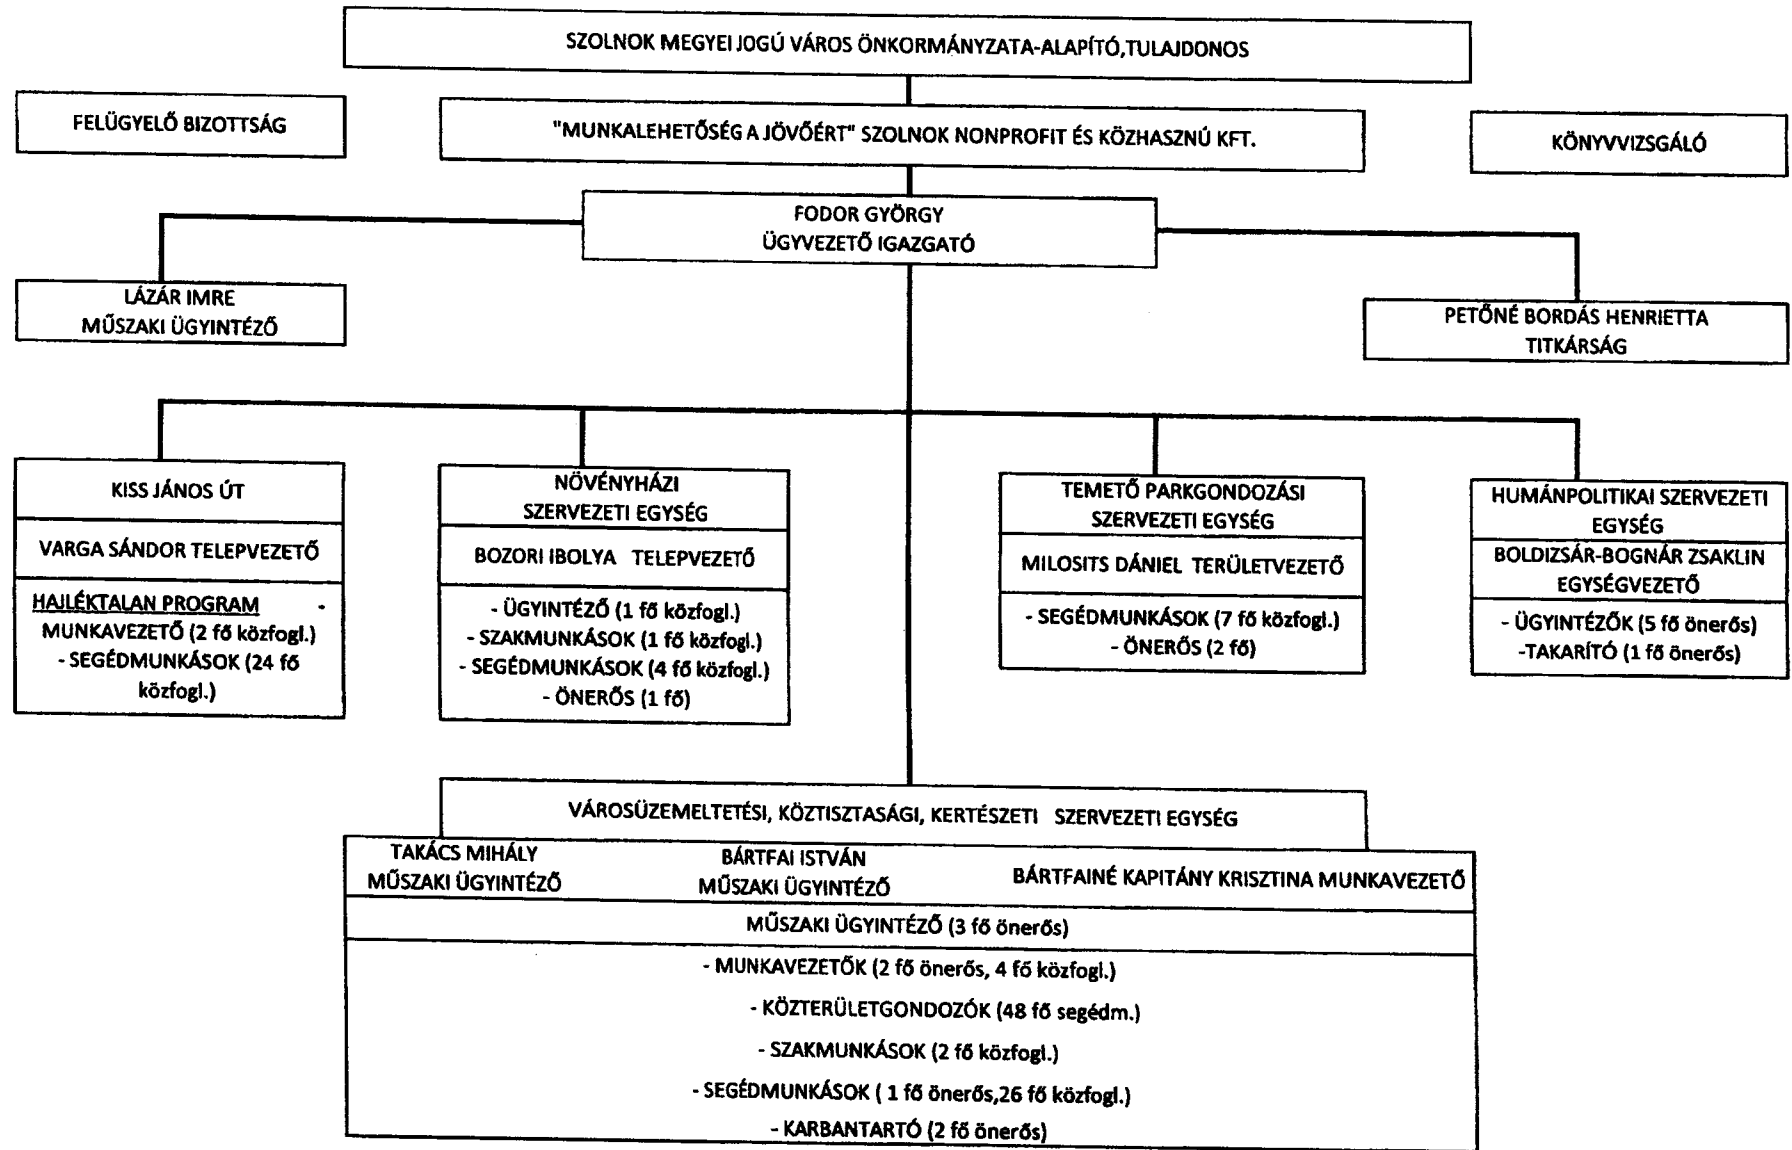 SZOLNOK MEGYEI JOGÚ VÁROS ÖNKORMÁNYZATA-ALAPÍTÓ,TULAJDONOS
FELÜGYELŐ BIZOTTSÁG
"MUNKALEHETŐSÉG A JÖVŐÉRT" SZOLNOK NONPROFIT ÉS KÖZHASZNÚ KFT.
KÖNYVVIZSGÁLÓ
FODOR GYÖRGY
ÜGYVEZETŐ IGAZGATÓ
LÁZÁR IMRE
MŰSZAKI ÜGYINTÉZŐ
PETŐNÉ BORDÁS HENRIETTA
TITKÁRSÁG
KISS JÁNOS ÚT
VARGA SÁNDOR TELEPVEZETŐ
HAJLÉKTALAN PROGRAM -
MUNKAVEZETŐ (2 fő közfogl.)
- SEGÉDMUNKÁSOK (24 fő
közfogl.)
NÖVÉNYHÁZI
SZERVEZETI EGYSÉG
BOZORI IBOLYA TELEPVEZETŐ
- ÜGYINTÉZŐ (1 fő közfogl.)
- SZAKMUNKÁSOK (1 fő közfogl.)
- SEGÉDMUNKÁSOK (4 fő közfogl.)
- ÖNERŐS (1 fő)
TEMETŐ PARKGONDOZÁSI
SZERVEZETI EGYSÉG
MILOSITS DÁNIEL TERÜLETVEZETŐ
- SEGÉDMUNKÁSOK (7 fő közfogl.)
- ÖNERŐS (2 fő)
HUMÁNPOLITIKAI SZERVEZETI
EGYSÉG
BOLDIZSÁR-BOGNÁR ZSAKLIN
EGYSÉGVEZETŐ
- ÜGYINTÉZŐK (5 fő önerős)
-TAKARÍTÓ (1 fő önerős)
VÁROSÜZEMELTETÉSI, KÖZTISZTASÁGI, KERTÉSZETI SZERVEZETI EGYSÉG
TAKÁCS MIHÁLY
MŰSZAKI ÜGYINTÉZŐ
BÁRTFAI ISTVÁN
MŰSZAKI ÜGYINTÉZŐ
BÁRTFAINÉ KAPITÁNY KRISZTINA MUNKAVEZETŐ
MŰSZAKI ÜGYINTÉZŐ (3 fő önerős)
- MUNKAVEZETŐK (2 fő önerős, 4 fő közfogl.)
- KÖZTERÜLETGONDOZÓK (48 fő segédm.)
- SZAKMUNKÁSOK (2 fő közfogl.)
- SEGÉDMUNKÁSOK ( 1 fő önerős,26 fő közfogl.)
- KARBANTARTÓ (2 fő önerős)